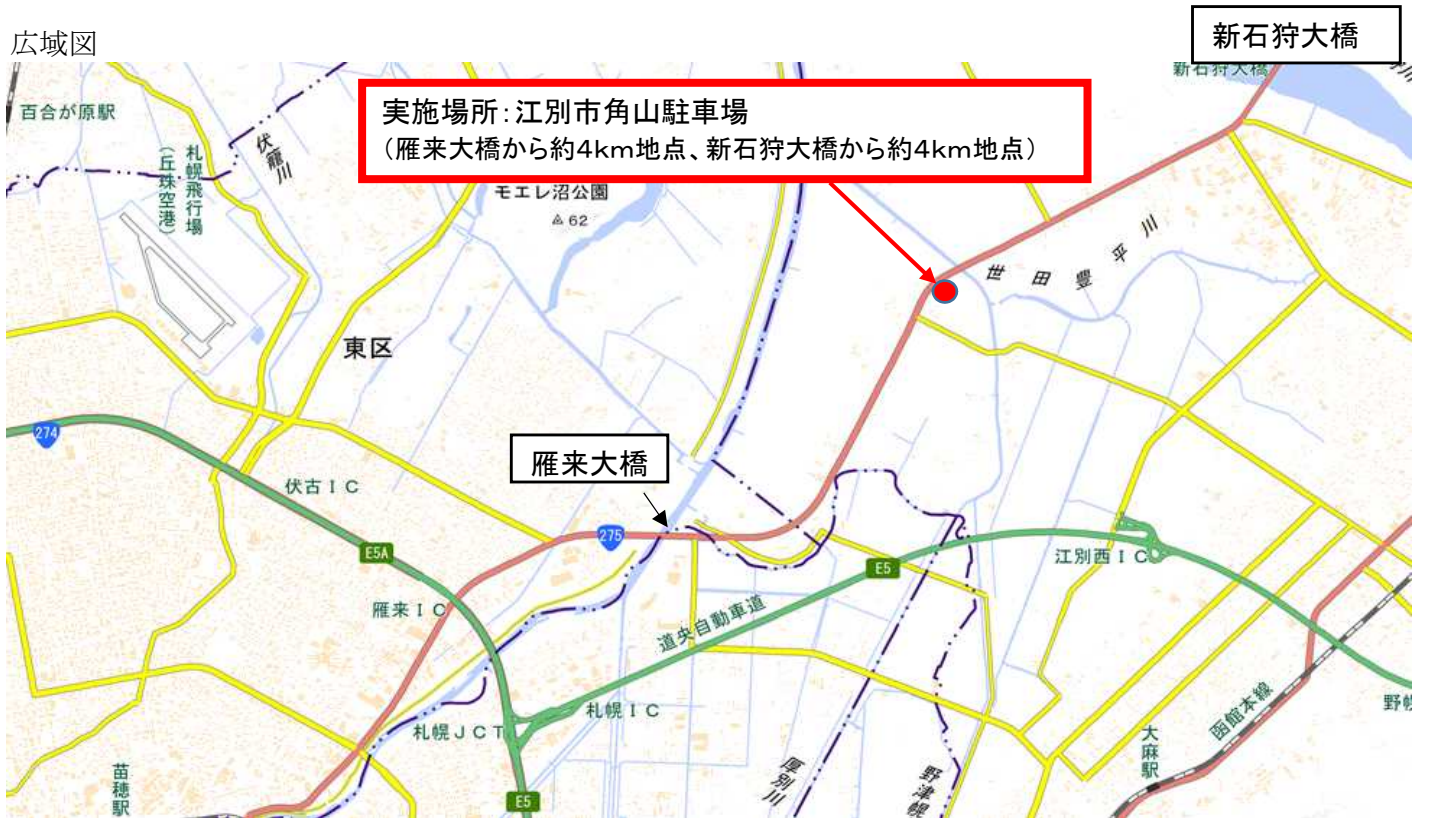 広域図
新石狩大橋
新石狩大橋
実施場所：江別市角山駐車場
（雁来大橋から約4km地点、新石狩大橋から約4km地点）
百合が原駅
伏籠川
札幌飛行場
（丘珠空港）
モエレ沼公園
62
世田豊平川
東区
274
雁来大橋
伏古IC
275
E5A
E5
江別西IC
雁来IC
道央自動車道
札幌IC
札幌JCT
函館本線
大麻駅
苗穂駅
厚別川
E5